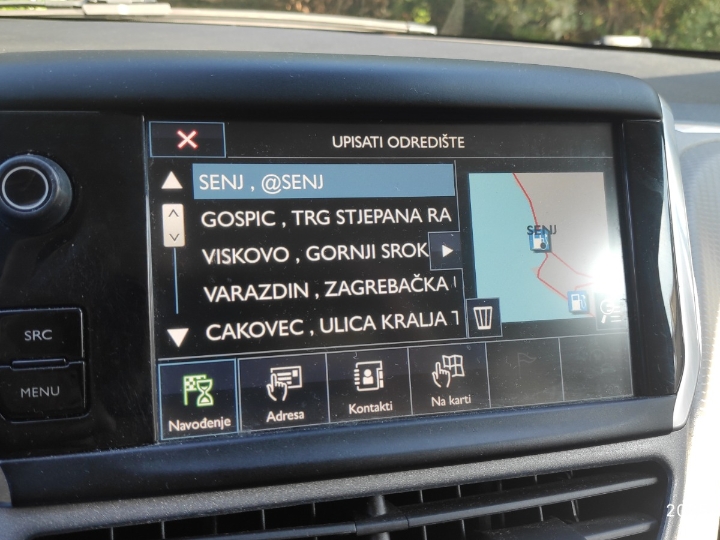 UPISATI ODREDIŠTE
SENJ , @SENJ
GOSPIC , TRG STJEPANA RA
VISKOVO , GORNJI SROK
VARAZDIN , ZAGREBAČKA
CAKOVEC , ULICA KRALJA T
SENJ
SRC
MENU
Navođenje
Adresa
Kontakti
Na karti